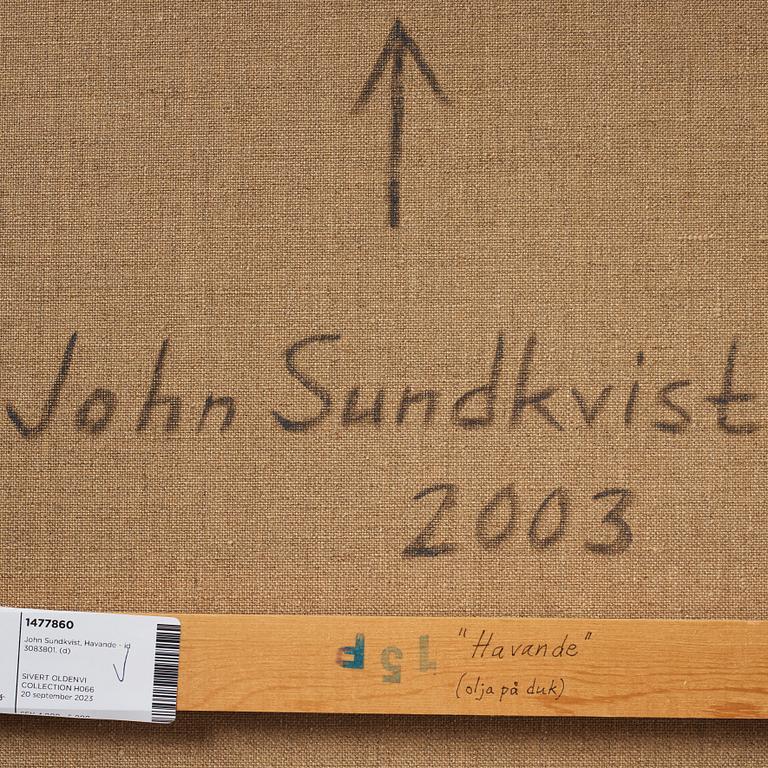 John Sundkvist
2003
1477860
John Sundkvist, Havande - id
3083801. (d)
SIVERT OLDENVI
COLLECTION H066
20 september 2023
15 P
"Havande"
(olja på duk)